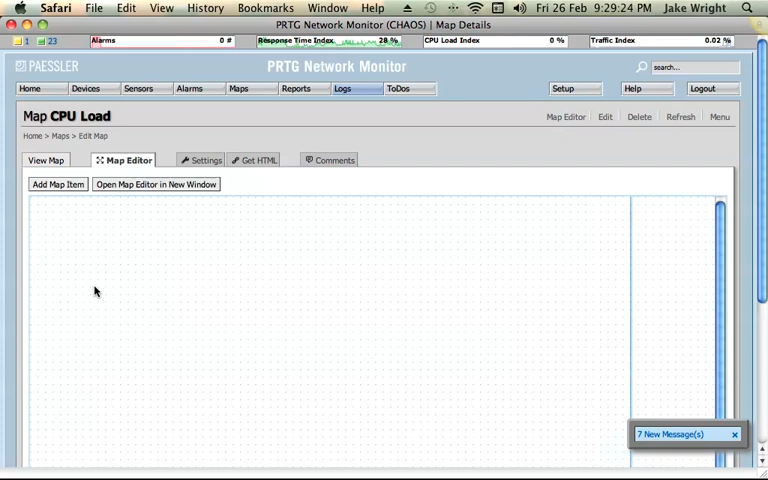 Safari File Edit View History Bookmarks Window Help Fri 26 Feb 9:29:24 PM Jake Wright
PRTG Network Monitor (CHAOS) | Map Details
1 23 Alarms 0 # Response Time Index 28 % CPU Load Index 0 % Traffic Index 0.02 %
PAESSLER PRTG Network Monitor search...
Home Devices Sensors Alarms Maps Reports Logs ToDos Setup Help Logout
Map CPU Load Map Editor Edit Delete Refresh Menu
Home > Maps > Edit Map
View Map Map Editor Settings Get HTML Comments
Add Map Item Open Map Editor in New Window
7 New Message(s) x